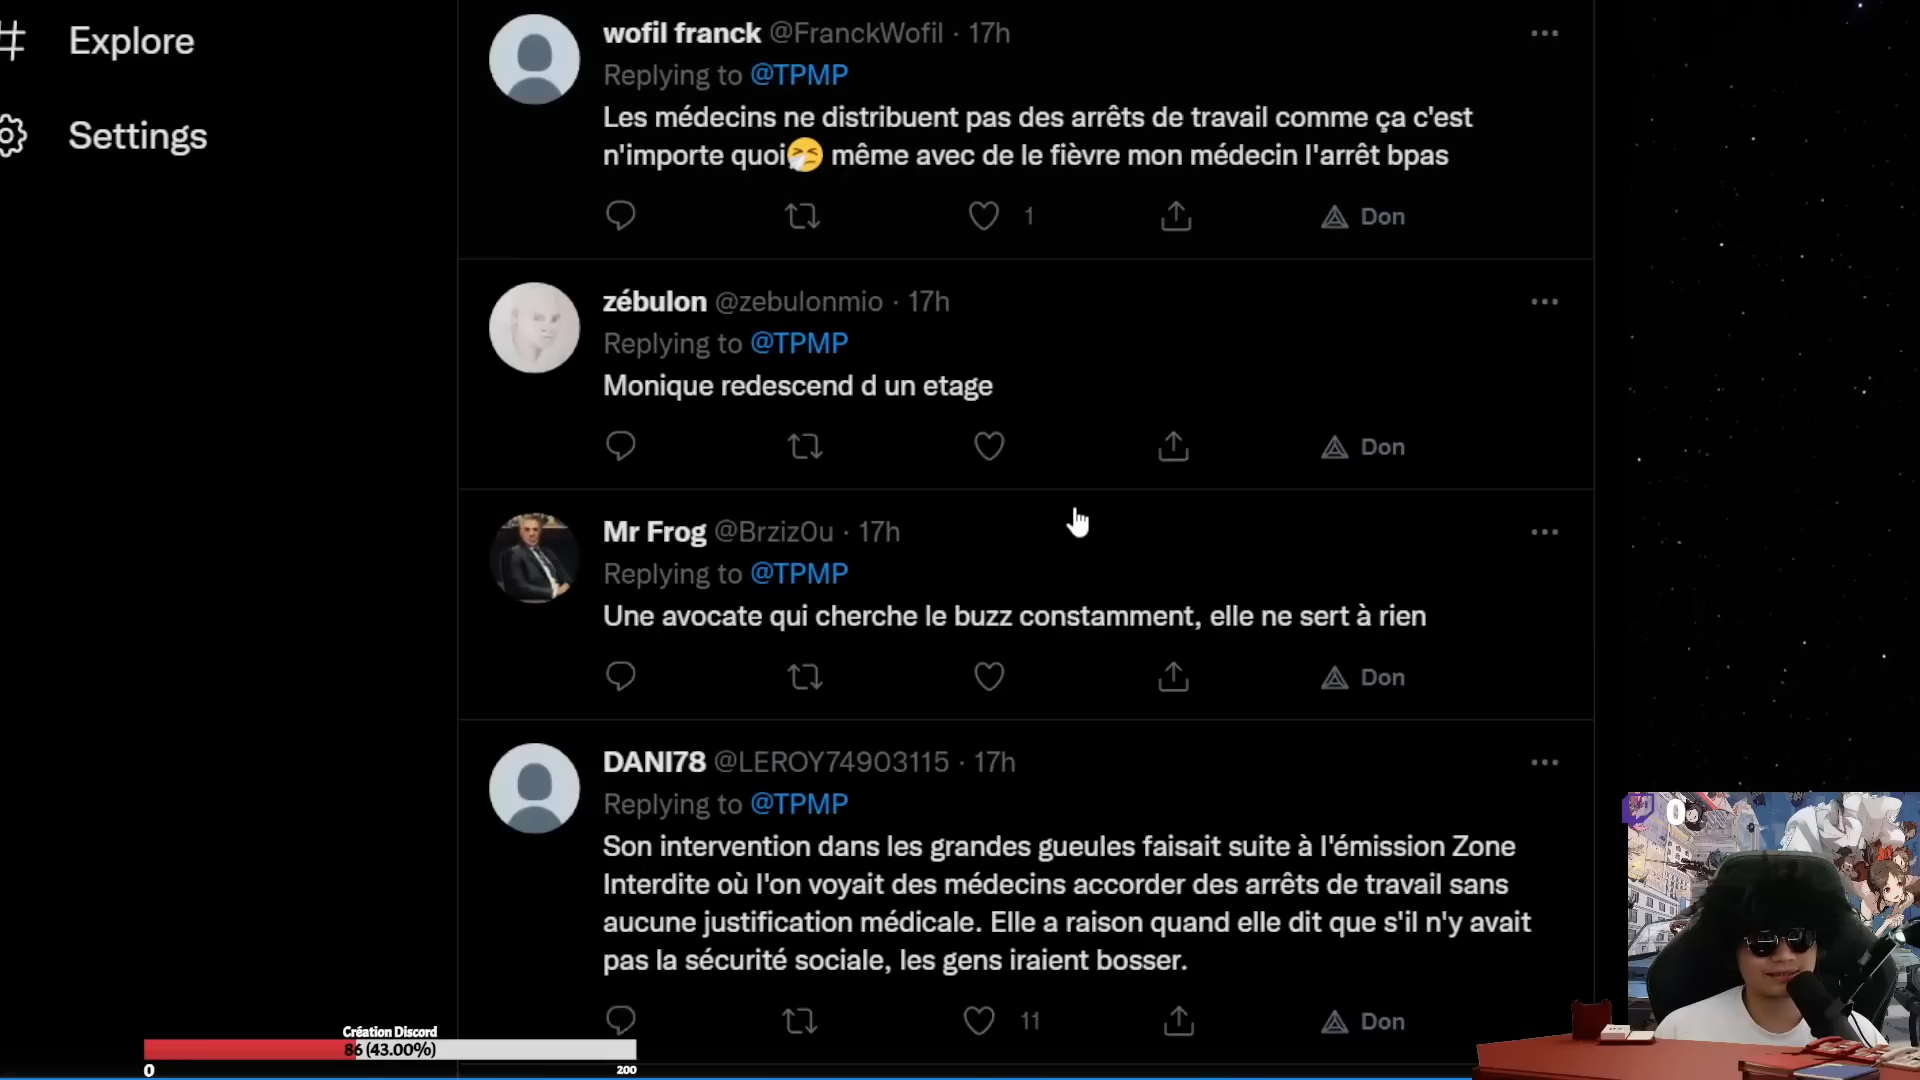 Explore
Settings
wofil franck @FranckWofil · 17h
Replying to @TPMP
Les médecins ne distribuent pas des arrêts de travail comme ça c'est
n'importe quoi🤧 même avec de le fièvre mon médecin l'arrêt bpas
1
Don
zébulon @zebulonmio · 17h
Replying to @TPMP
Monique redescend d un etage
Don
Mr Frog @Brziz0u · 17h
Replying to @TPMP
Une avocate qui cherche le buzz constamment, elle ne sert à rien
Don
DANI78 @LEROY74903115 · 17h
Replying to @TPMP
Son intervention dans les grandes gueules faisait suite à l'émission Zone
Interdite où l'on voyait des médecins accorder des arrêts de travail sans
aucune justification médicale. Elle a raison quand elle dit que s'il n'y avait
pas la sécurité sociale, les gens iraient bosser.
11
Don
Création Discord
86 (43.00%)
0
200
0